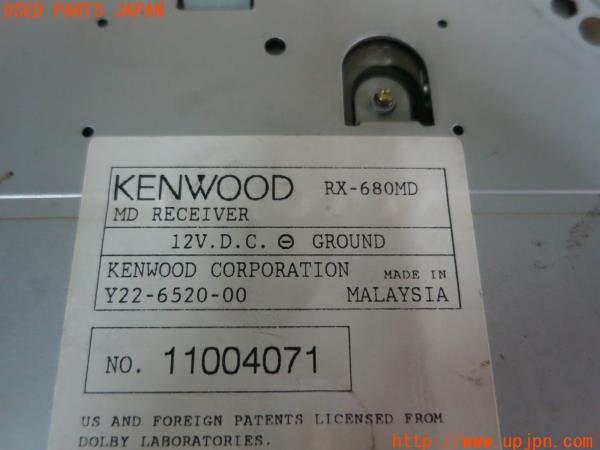 USED PARTS JAPAN
KENWOOD RX-680MD
MD RECEIVER
12V.D.C. ⊖ GROUND
KENWOOD CORPORATION MADE IN
Y22-6520-00 MALAYSIA
NO. 11004071
US AND FOREIGN PATENTS LICENSED FROM
DOLBY LABORATORIES.
http://www.upjpn.com/